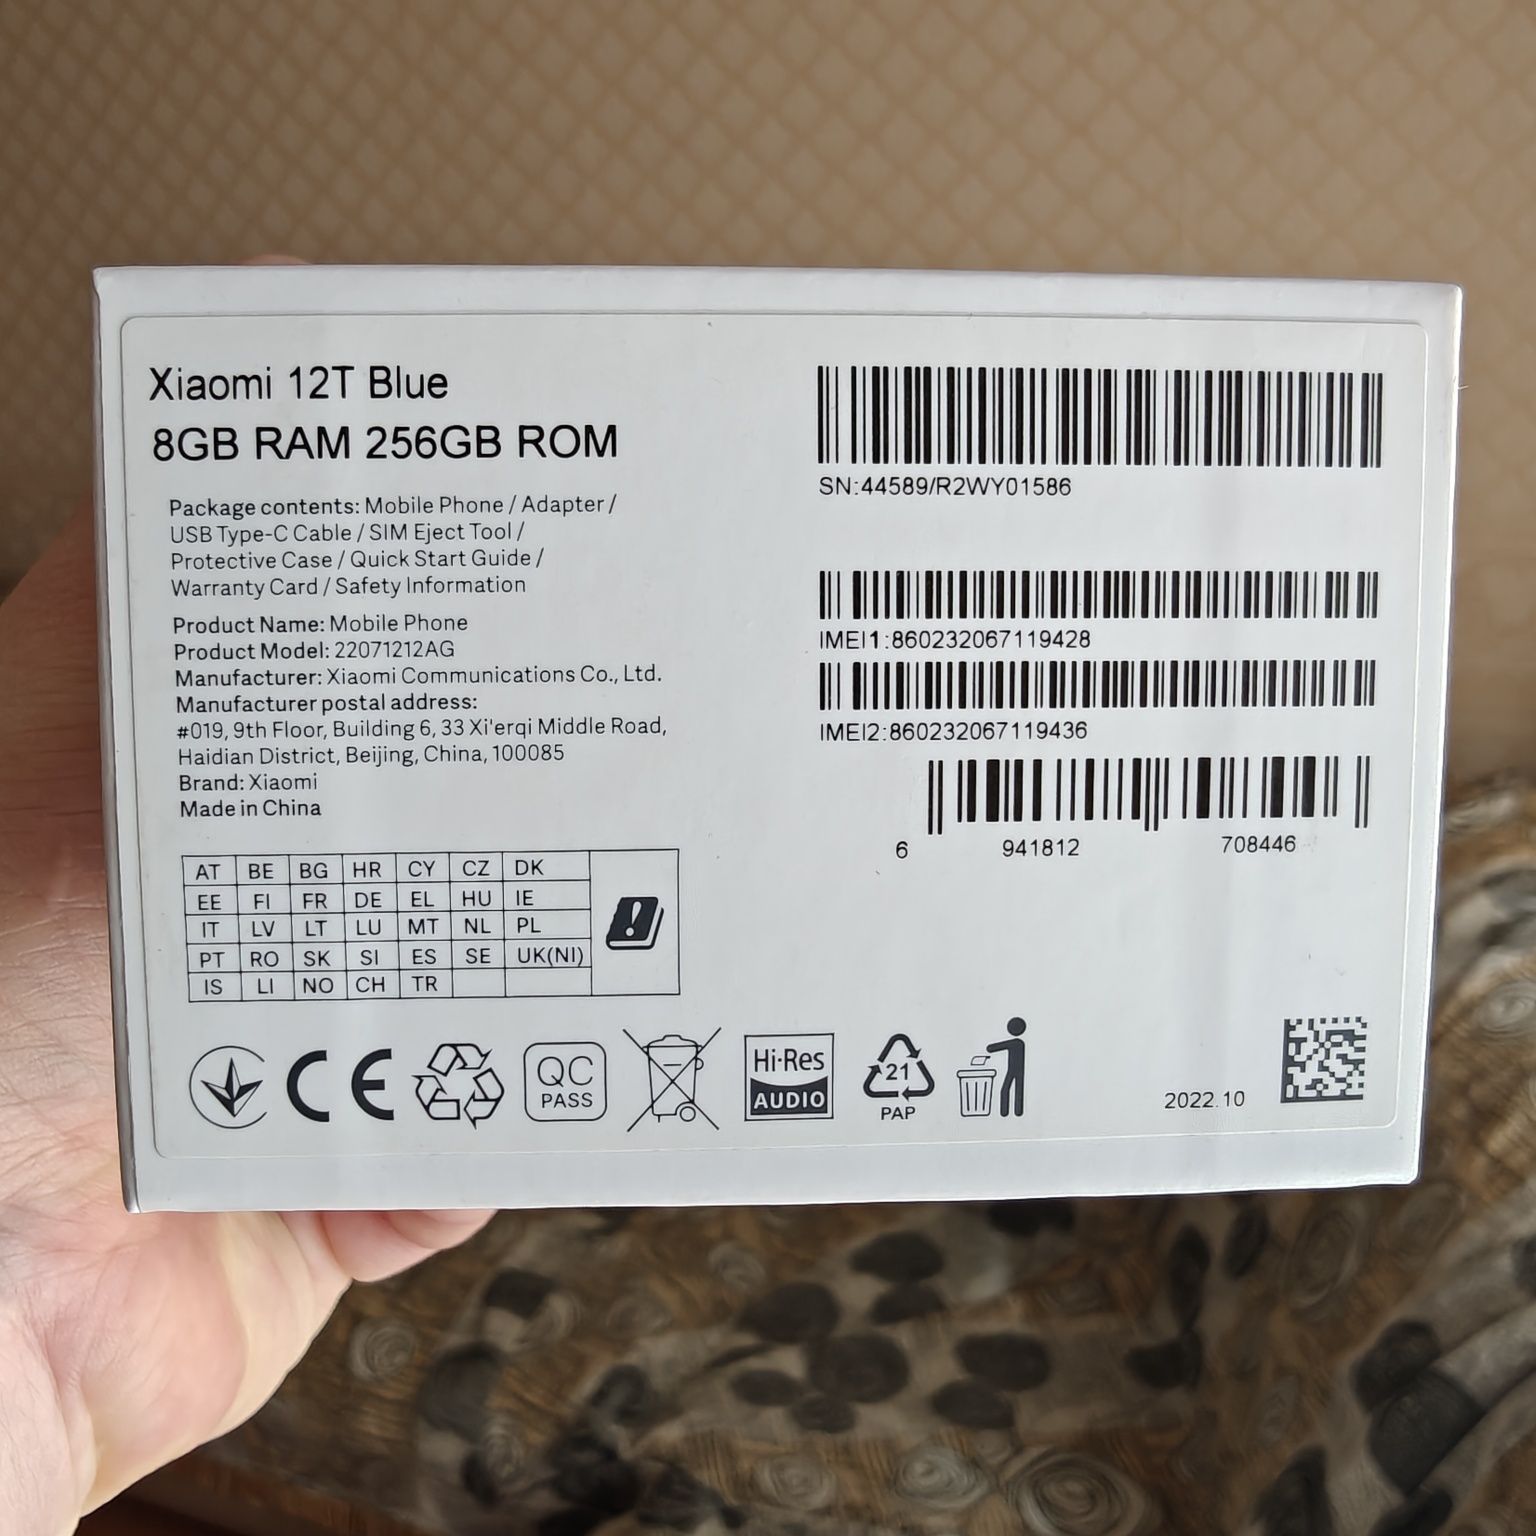 Xiaomi 12T Blue
8GB RAM 256GB ROM
Package contents: Mobile Phone / Adapter /
USB Type-C Cable / SIM Eject Tool /
Protective Case / Quick Start Guide /
Warranty Card / Safety Information
Product Name: Mobile Phone
Product Model: 22071212AG
Manufacturer: Xiaomi Communications Co., Ltd.
Manufacturer postal address:
#019, 9th Floor, Building 6, 33 Xi'erqi Middle Road,
Haidian District, Beijing, China, 100085
Brand: Xiaomi
Made in China
AT BE BG HR CY CZ DK
EE FI FR DE EL HU IE
IT LV LT LU MT NL PL
PT RO SK SI ES SE UK(NI)
IS LI NO CH TR
SN:44589/R2WY01586
IMEI1:860232067119428
IMEI2:860232067119436
6 941812 708446
CE
QC
PASS
Hi-Res
AUDIO
21
PAP
2022.10